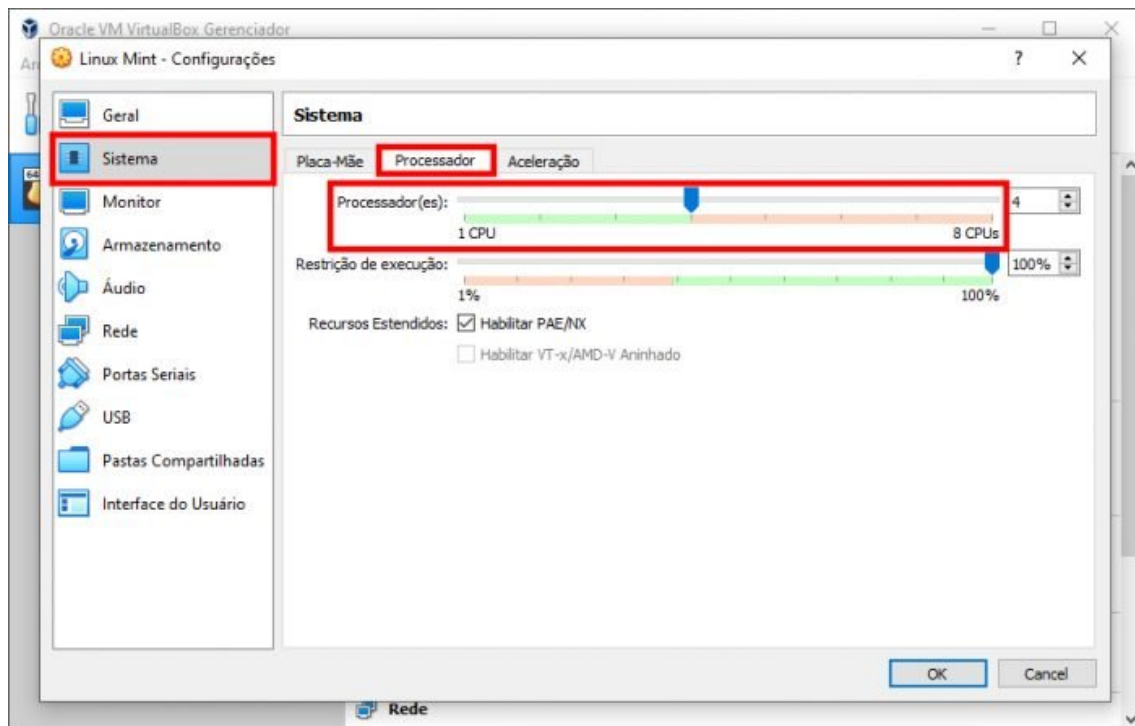 Oracle VM VirtualBox Gerenciador
Linux Mint - Configurações
?
Geral
Sistema
Monitor
Armazenamento
Áudio
Rede
Portas Seriais
USB
Pastas Compartilhadas
Interface do Usuário
Sistema
Placa-Mãe Processador Aceleração
Processador(es): 4
1 CPU 8 CPUs
Restrição de execução: 100%
1% 100%
Recursos Estendidos: Habilitar PAE/NX
Habilitar VT-x/AMD-V Aninhado
OK Cancel
Rede